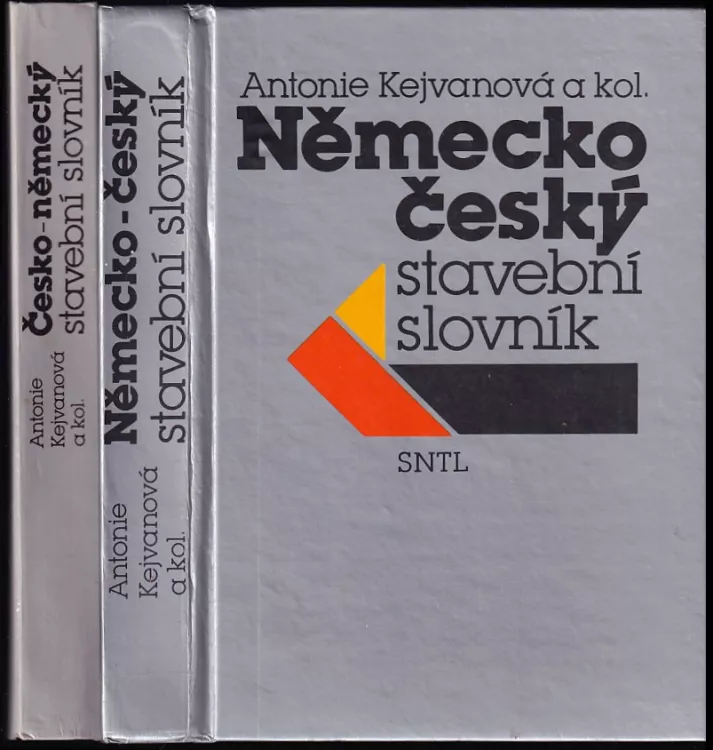 Česko-německý
stavební slovník
Antonie
Kejvanová
a kol.
Německo-český
stavební slovník
Antonie
Kejvanová
a kol.
Antonie Kejvanová a kol.
Německo
český
stavební
slovník
SNTL